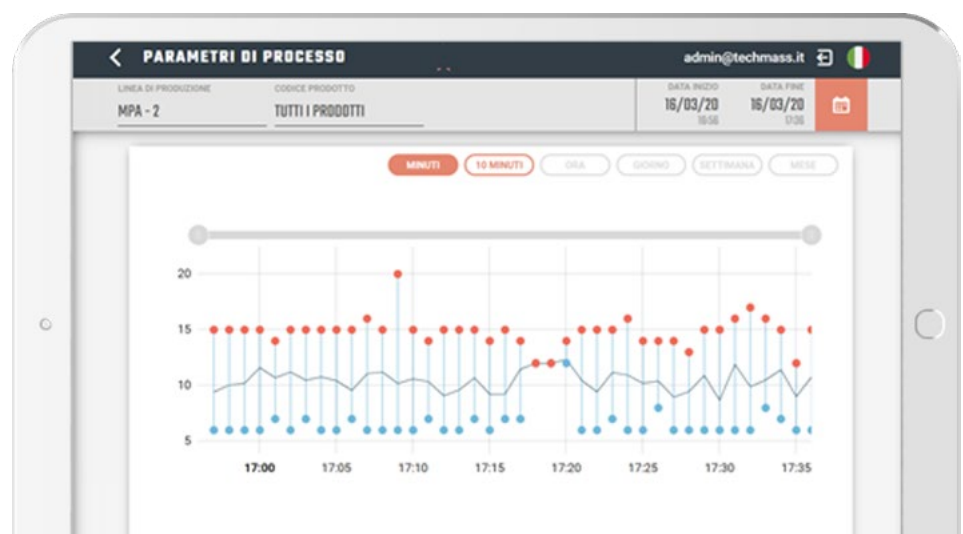 PARAMETRI DI PROCESSO
admin@techmass.it
LINEA DI PRODUZIONE
CODICE PRODOTTO
DATA INIZIO
DATA FINE
MPA - 2
TUTTI I PRODOTTI
16/03/20
16/03/20
16:56
17:36
MINUTI
10 MINUTI
ORA
GIORNO
SETTIMANA
MESE
20
15
10
5
17:00
17:05
17:10
17:15
17:20
17:25
17:30
17:35